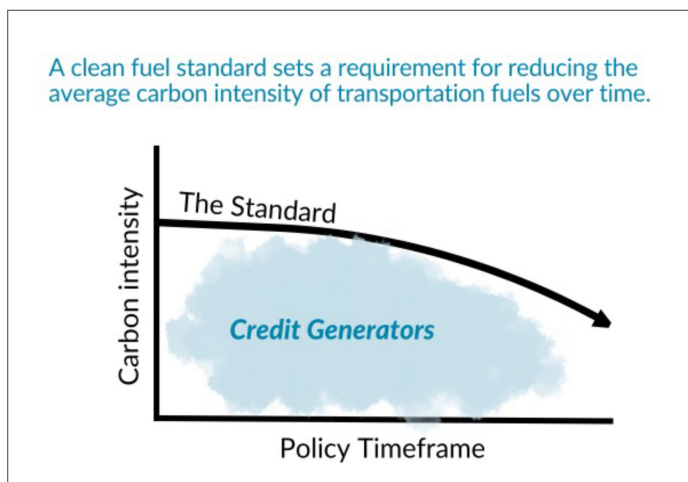 A clean fuel standard sets a requirement for reducing the
average carbon intensity of transportation fuels over time.
The Standard
Carbon intensity
Credit Generators
Policy Timeframe